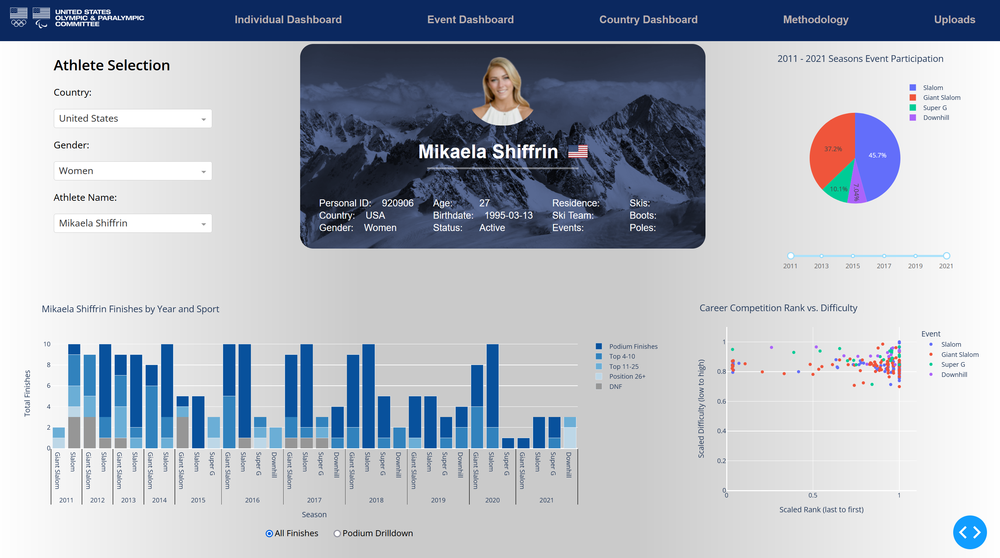 UNITED STATES
OLYMPIC & PARALYMPIC
COMMITTEE
Individual Dashboard
Event Dashboard
Country Dashboard
Methodology
Uploads
Athlete Selection
Country:
United States
Gender:
Women
Athlete Name:
Mikaela Shiffrin
Mikaela Shiffrin
Personal ID: 920906
Country: USA
Gender: Women
Age: 27
Birthdate: 1995-03-13
Status: Active
Residence:
Ski Team:
Events:
Skis:
Boots:
Poles:
2011 - 2021 Seasons Event Participation
Slalom
Giant Slalom
Super G
Downhill
37.2%
45.7%
10.1%
7.04%
2011 2013 2015 2017 2019 2021
Mikaela Shiffrin Finishes by Year and Sport
Total Finishes
10
8
6
4
2
0
Giant Slalom
Slalom
Giant Slalom
Slalom
Giant Slalom
Slalom
Giant Slalom
Slalom
Giant Slalom
Slalom
Super G
Giant Slalom
Slalom
Super G
Downhill
Giant Slalom
Slalom
Super G
Downhill
Giant Slalom
Slalom
Super G
Downhill
Giant Slalom
Slalom
Super G
Downhill
Giant Slalom
Slalom
Super G
Giant Slalom
Slalom
Super G
Downhill
2011 2012 2013 2014 2015 2016 2017 2018 2019 2020 2021
Season
Podium Finishes
Top 4-10
Top 11-25
Position 26+
DNF
All Finishes
Podium Drilldown
Career Competition Rank vs. Difficulty
Scaled Difficulty (low to high)
1
0.8
0.6
0.4
0.2
0
0 0.5 1
Scaled Rank (last to first)
Event
Slalom
Giant Slalom
Super G
Downhill